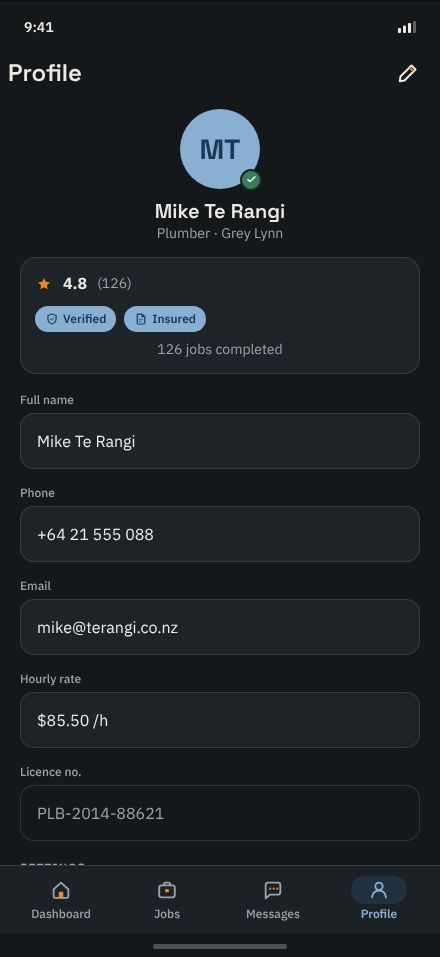 9:41
Profile
MT
Mike Te Rangi
Plumber · Grey Lynn
4.8 (126)
Verified Insured
126 jobs completed
Full name
Mike Te Rangi
Phone
+64 21 555 088
Email
mike@terangi.co.nz
Hourly rate
$85.50 /h
Licence no.
PLB-2014-88621
Dashboard Jobs Messages Profile